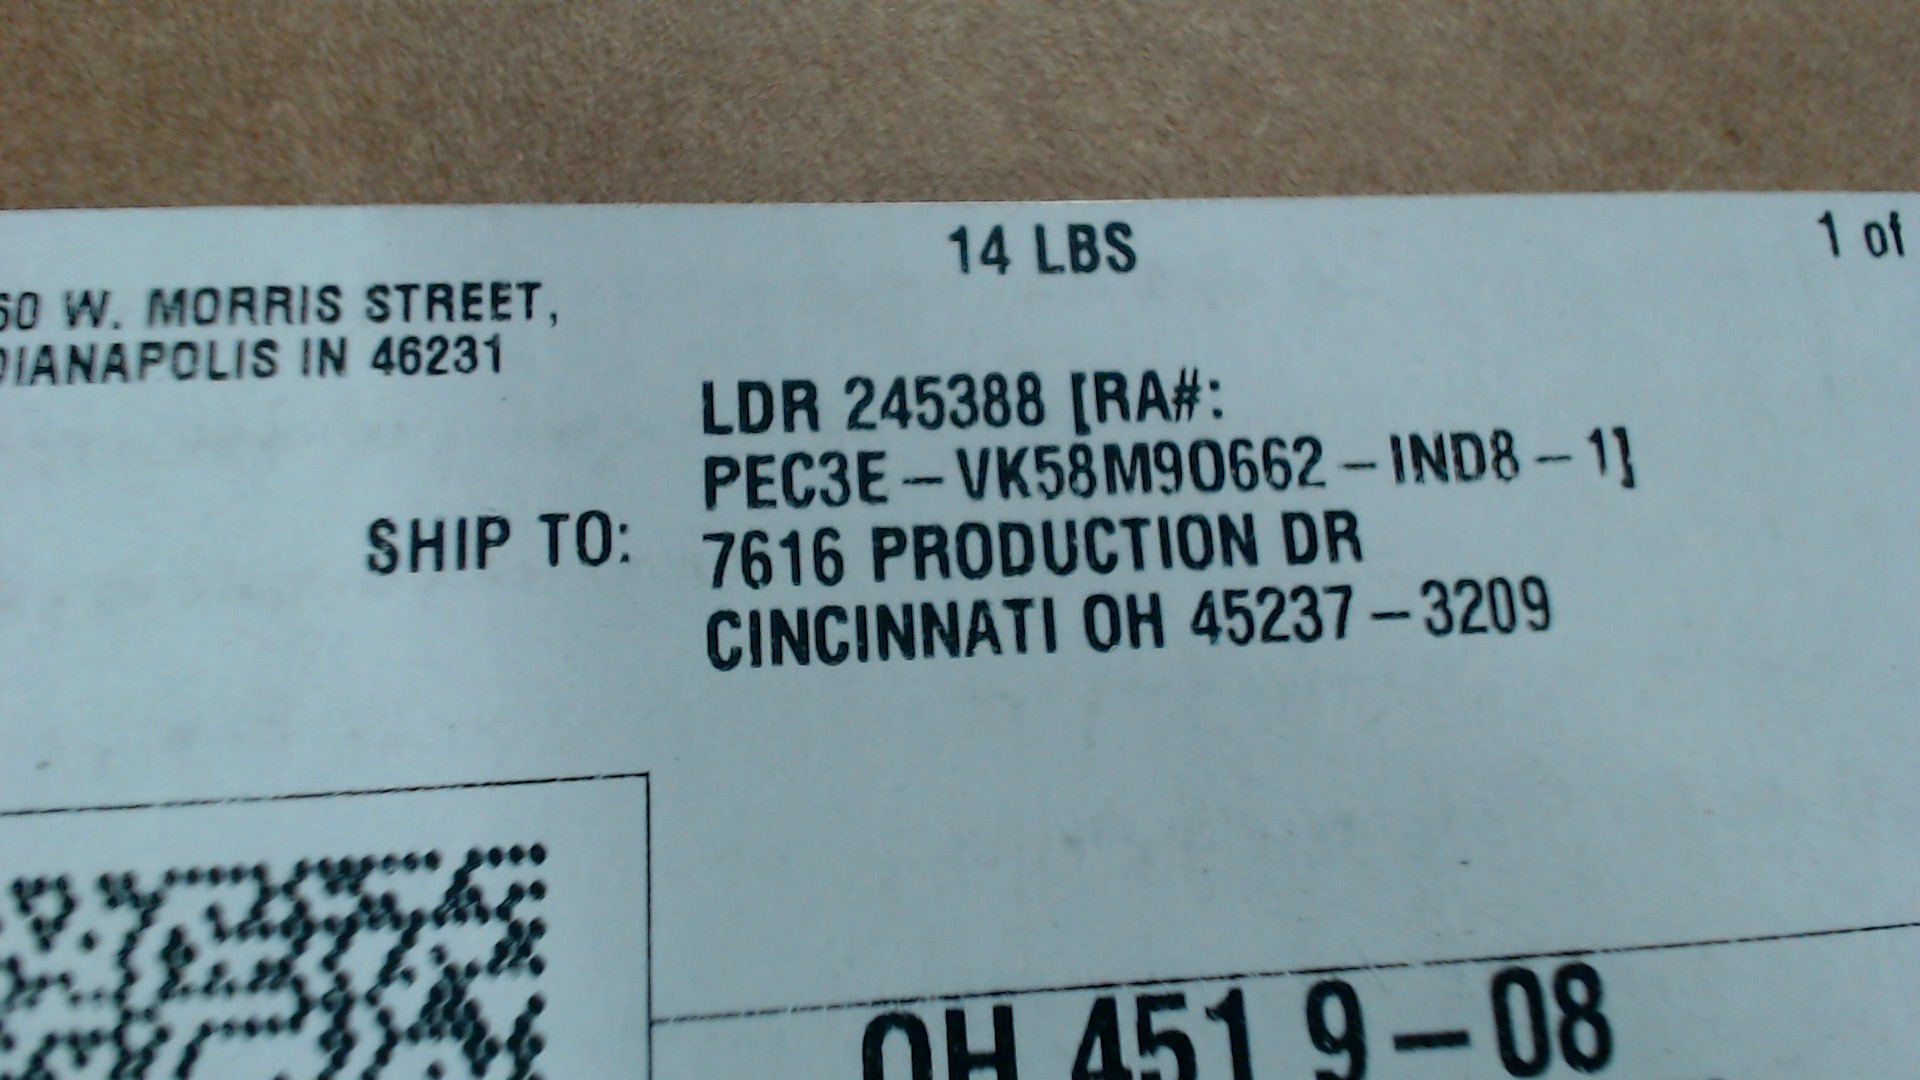 14 LBS
1 of
60 W. MORRIS STREET,
DIANAPOLIS IN 46231
LDR 245388 [RA#:
PEC3E-VK58M90662-IND8-1]
SHIP TO:
7616 PRODUCTION DR
CINCINNATI OH 45237-3209
OH 451 9-08